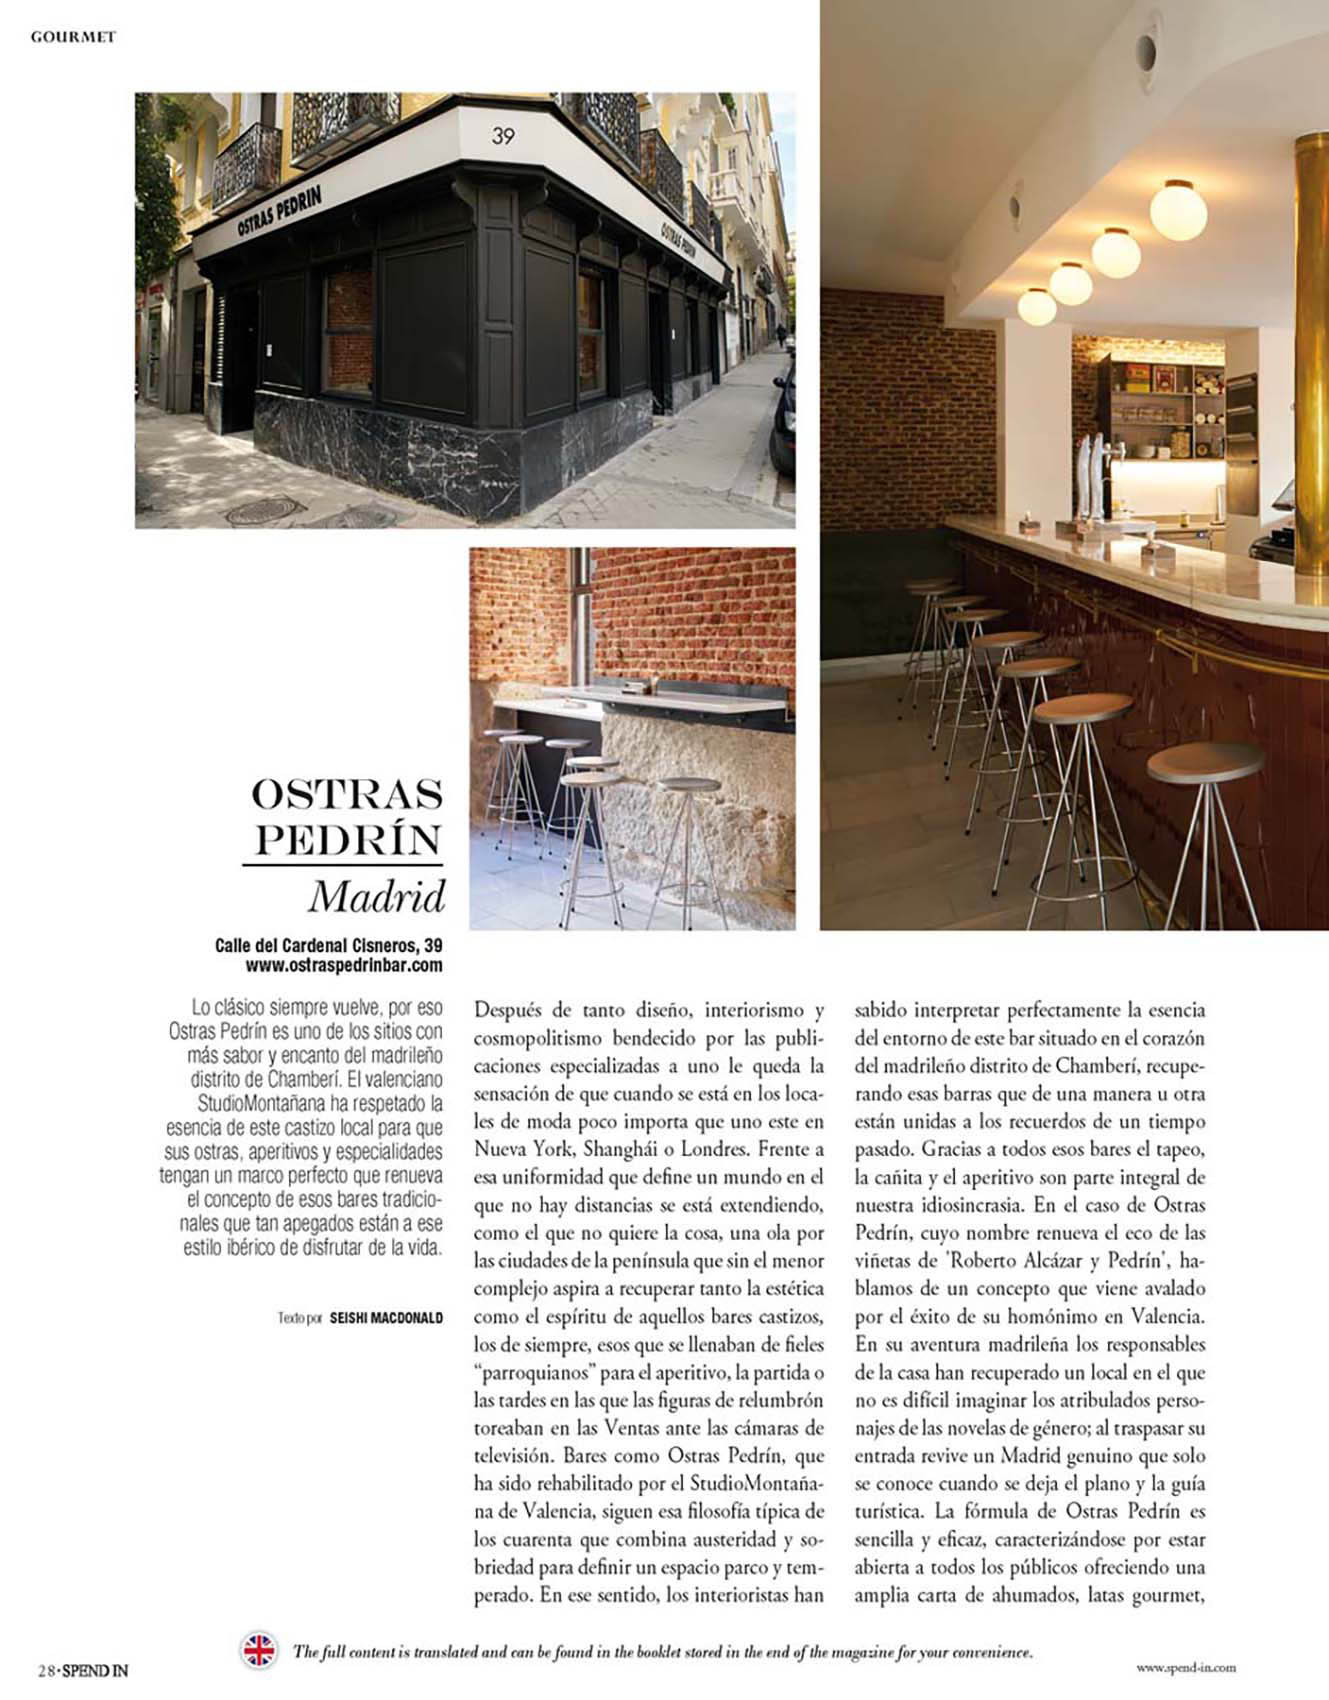 GOURMET
39
OSTRAS PEDRIN
OSTRAS PEDRIN
OSTRAS
PEDRÍN
Madrid
Calle del Cardenal Cisneros, 39
www.ostraspedrinbar.com
Lo clásico siempre vuelve, por eso
Ostras Pedrín es uno de los sitios con
más sabor y encanto del madrileño
distrito de Chamberí. El valenciano
StudioMontañana ha respetado la
esencia de este castizo local para que
sus ostras, aperitivos y especialidades
tengan un marco perfecto que renueva
el concepto de esos bares tradicio-
nales que tan apegados están a ese
estilo ibérico de disfrutar de la vida.
Texto por SEISHI MACDONALD
Después de tanto diseño, interiorismo y
cosmopolitismo bendecido por las publi-
caciones especializadas a uno le queda la
sensación de que cuando se está en los loca-
les de moda poco importa que uno este en
Nueva York, Shanghái o Londres. Frente a
esa uniformidad que define un mundo en el
que no hay distancias se está extendiendo,
como el que no quiere la cosa, una ola por
las ciudades de la península que sin el menor
complejo aspira a recuperar tanto la estética
como el espíritu de aquellos bares castizos,
los de siempre, esos que se llenaban de fieles
“parroquianos” para el aperitivo, la partida o
las tardes en las que las figuras de relumbrón
toreaban en las Ventas ante las cámaras de
televisión. Bares como Ostras Pedrín, que
ha sido rehabilitado por el StudioMontaña-
na de Valencia, siguen esa filosofía típica de
los cuarenta que combina austeridad y so-
briedad para definir un espacio parco y tem-
perado. En ese sentido, los interioristas han
sabido interpretar perfectamente la esencia
del entorno de este bar situado en el corazón
del madrileño distrito de Chamberí, recupe-
rando esas barras que de una manera u otra
están unidas a los recuerdos de un tiempo
pasado. Gracias a todos esos bares el tapeo,
la cañita y el aperitivo son parte integral de
nuestra idiosincrasia. En el caso de Ostras
Pedrín, cuyo nombre renueva el eco de las
viñetas de 'Roberto Alcázar y Pedrín', ha-
blamos de un concepto que viene avalado
por el éxito de su homónimo en Valencia.
En su aventura madrileña los responsables
de la casa han recuperado un local en el que
no es difícil imaginar los atribulados perso-
najes de las novelas de género; al traspasar su
entrada revive un Madrid genuino que solo
se conoce cuando se deja el plano y la guía
turística. La fórmula de Ostras Pedrín es
sencilla y eficaz, caracterizándose por estar
abierta a todos los públicos ofreciendo una
amplia carta de ahumados, latas gourmet,
The full content is translated and can be found in the booklet stored in the end of the magazine for your convenience.
28·SPEND IN
www.spend-in.com